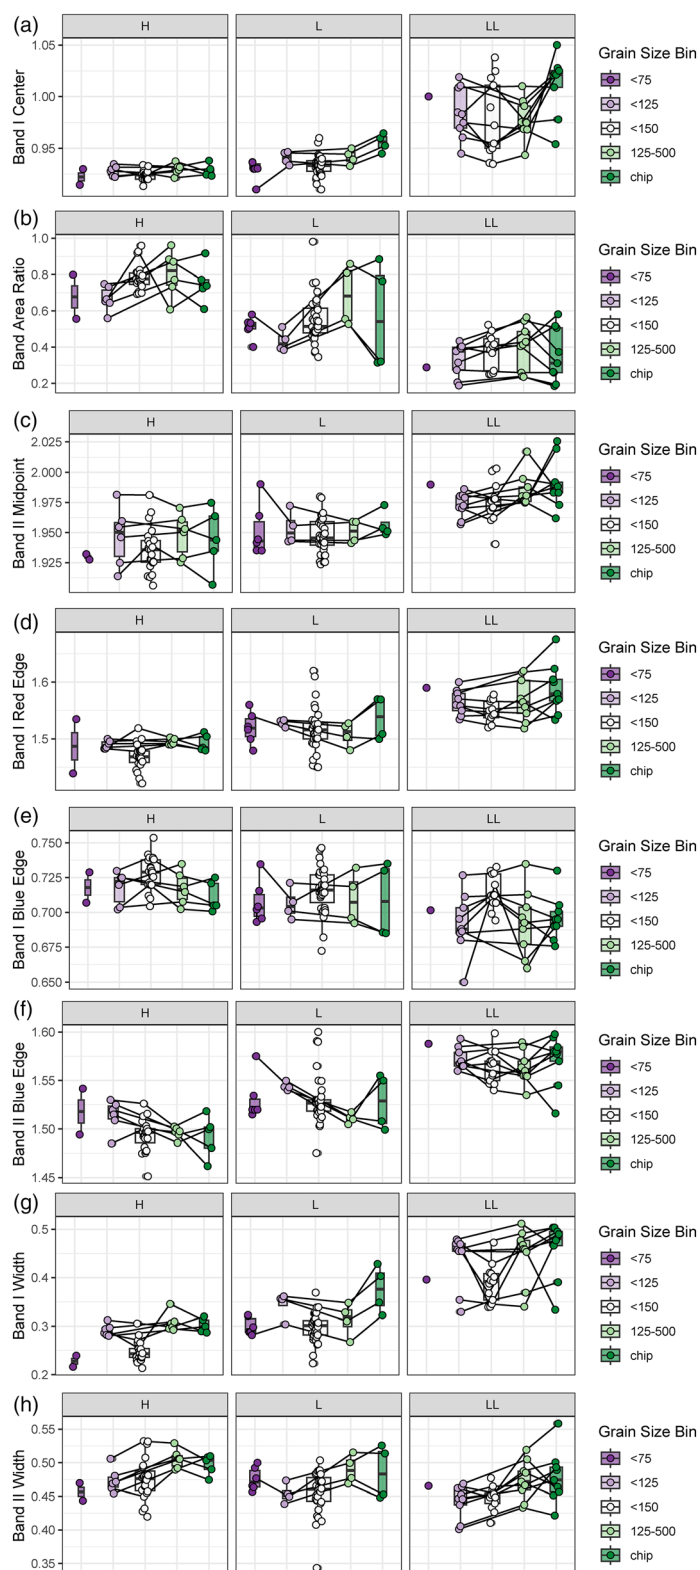 (a)
H L LL
Band I Center
1.05
1.00
0.95
Grain Size Bin
<75
<125
<150
125-500
chip
(b)
H L LL
Band Area Ratio
1.0
0.8
0.6
0.4
0.2
Grain Size Bin
<75
<125
<150
125-500
chip
(c)
H L LL
Band II Midpoint
2.025
2.000
1.975
1.950
1.925
Grain Size Bin
<75
<125
<150
125-500
chip
(d)
H L LL
Band I Red Edge
1.6
1.5
Grain Size Bin
<75
<125
<150
125-500
chip
(e)
H L LL
Band I Blue Edge
0.750
0.725
0.700
0.675
0.650
Grain Size Bin
<75
<125
<150
125-500
chip
(f)
H L LL
Band II Blue Edge
1.60
1.55
1.50
1.45
Grain Size Bin
<75
<125
<150
125-500
chip
(g)
H L LL
Band I Width
0.5
0.4
0.3
0.2
Grain Size Bin
<75
<125
<150
125-500
chip
(h)
H L LL
Band II Width
0.55
0.50
0.45
0.40
0.35
Grain Size Bin
<75
<125
<150
125-500
chip